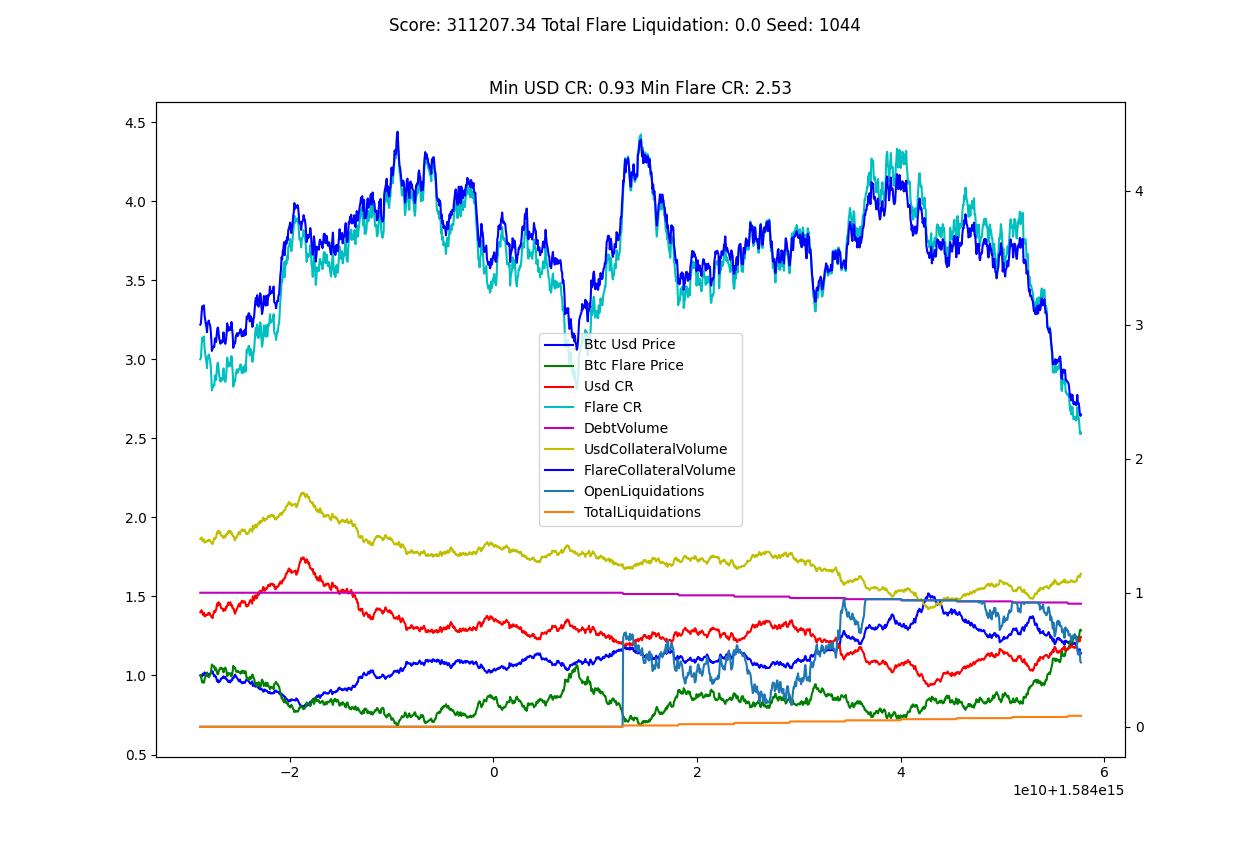 Score: 311207.34 Total Flare Liquidation: 0.0 Seed: 1044
Min USD CR: 0.93 Min Flare CR: 2.53
4.5
4.0
3.5
3.0
2.5
2.0
1.5
1.0
0.5
4
3
2
1
0
Btc Usd Price
Btc Flare Price
Usd CR
Flare CR
DebtVolume
UsdCollateralVolume
FlareCollateralVolume
OpenLiquidations
TotalLiquidations
−2 0 2 4 6
1e10+1.584e15